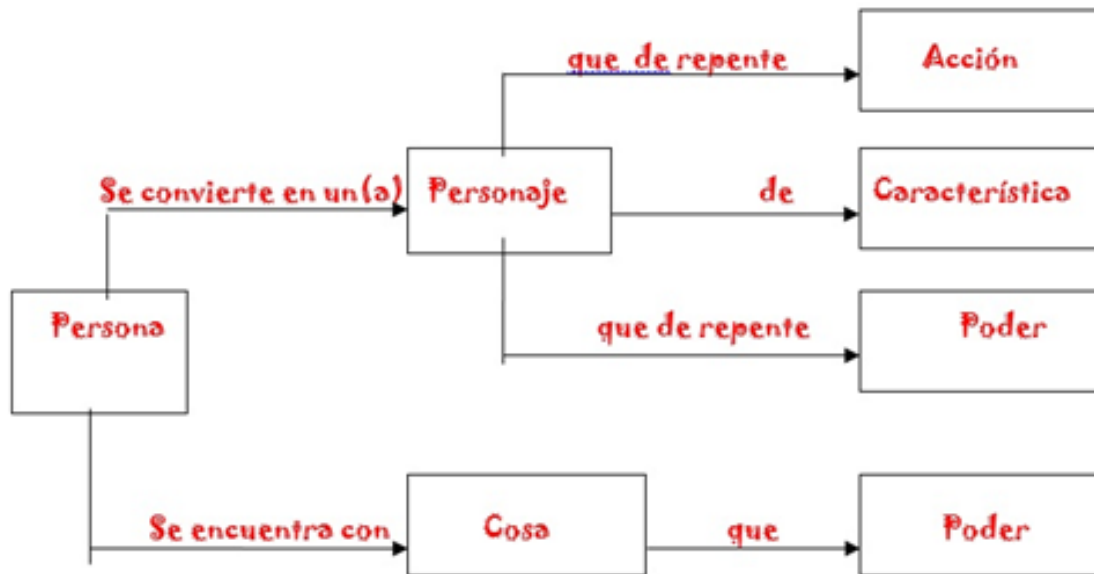 que de repente
Acción
Se convierte en un(a)
Personaje
de
Característica
Persona
que de repente
Poder
Se encuentra con
Cosa
que
Poder